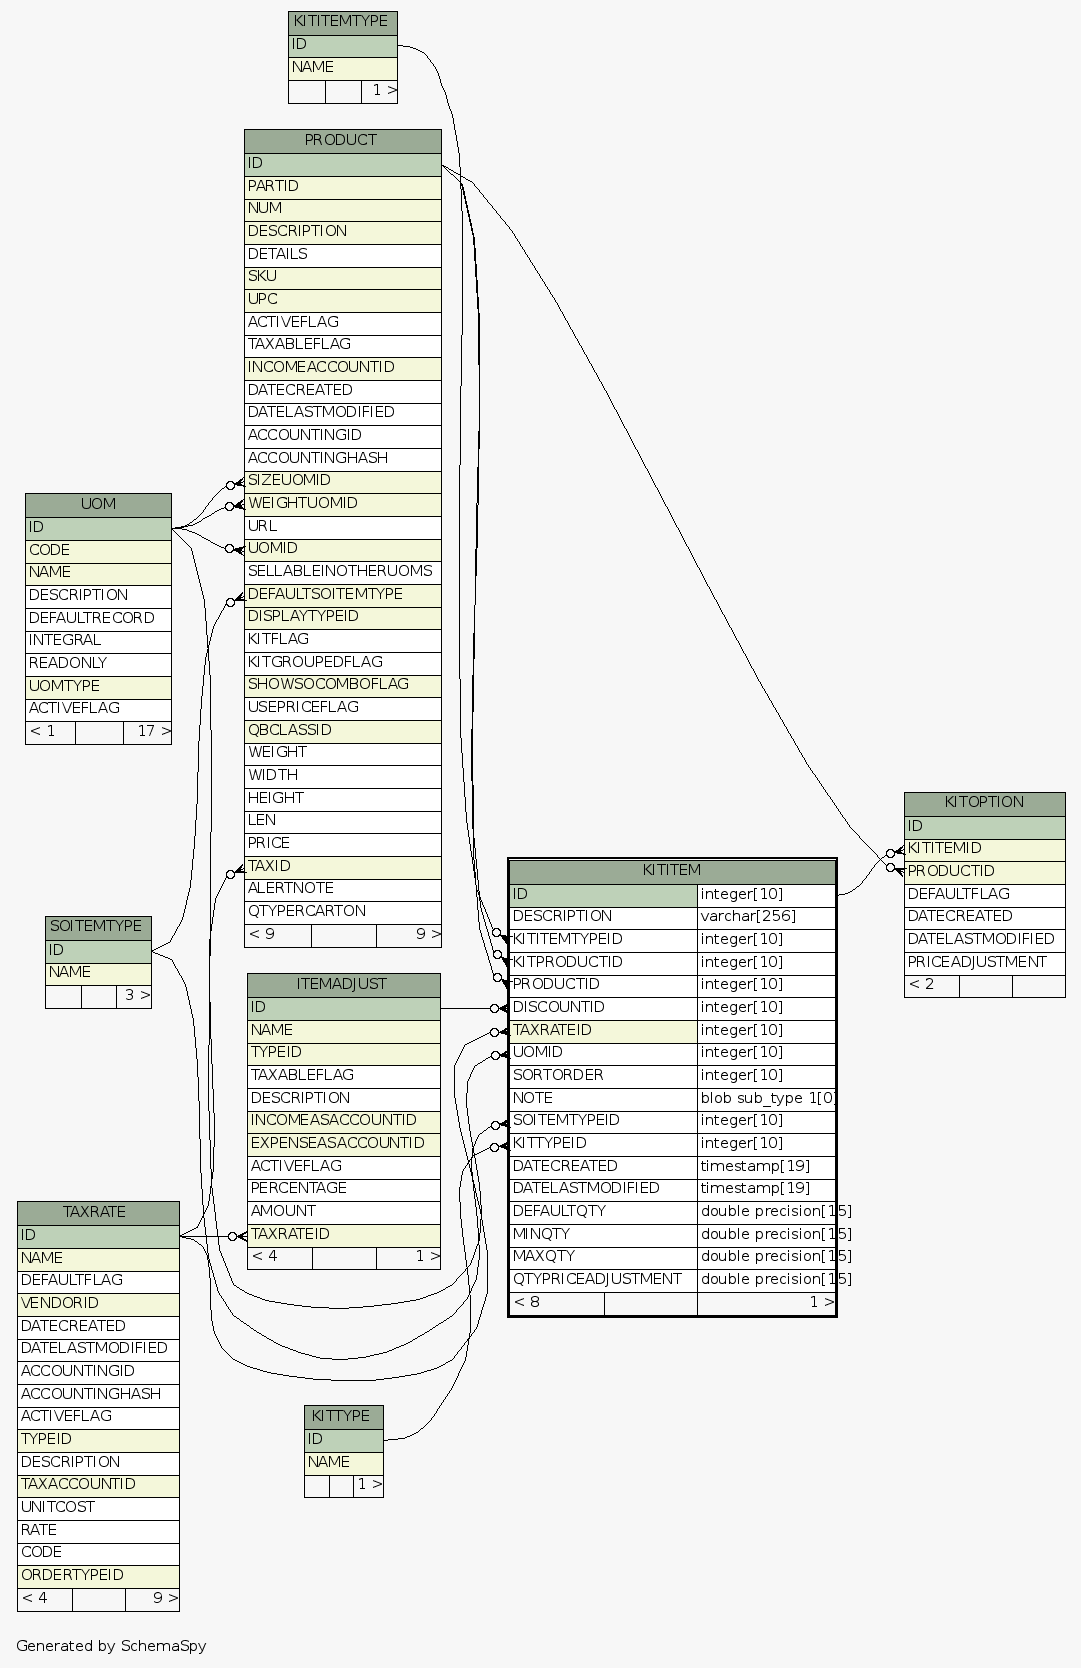 KITITEMTYPE
ID
NAME
1 >
PRODUCT
ID
PARTID
NUM
DESCRIPTION
DETAILS
SKU
UPC
ACTIVEFLAG
TAXABLEFLAG
INCOMEACCOUNTID
DATECREATED
DATELASTMODIFIED
ACCOUNTINGID
ACCOUNTINGHASH
SIZEUOMID
WEIGHTUOMID
URL
UOMID
SELLABLEINOTHERUOMS
DEFAULTSOITEMTYPE
DISPLAYTYPEID
KITFLAG
KITGROUPEDFLAG
SHOWSOCOMBOFLAG
USEPRICEFLAG
QBCLASSID
WEIGHT
WIDTH
HEIGHT
LEN
PRICE
TAXID
ALERTNOTE
QTYPERCARTON
< 9 9 >
UOM
ID
CODE
NAME
DESCRIPTION
DEFAULTRECORD
INTEGRAL
READONLY
UOMTYPE
ACTIVEFLAG
< 1 17 >
SOITEMTYPE
ID
NAME
3 >
ITEMADJUST
ID
NAME
TYPEID
TAXABLEFLAG
DESCRIPTION
INCOMEASACCOUNTID
EXPENSEASACCOUNTID
ACTIVEFLAG
PERCENTAGE
AMOUNT
TAXRATEID
< 4 1 >
KITITEM
ID integer[10]
DESCRIPTION varchar[256]
KITITEMTYPEID integer[10]
KITPRODUCTID integer[10]
PRODUCTID integer[10]
DISCOUNTID integer[10]
TAXRATEID integer[10]
UOMID integer[10]
SORTORDER integer[10]
NOTE blob sub_type 1[0]
SOITEMTYPEID integer[10]
KITTYPEID integer[10]
DATECREATED timestamp[19]
DATELASTMODIFIED timestamp[19]
DEFAULTQTY double precision[15]
MINQTY double precision[15]
MAXQTY double precision[15]
QTYPRICEADJUSTMENT double precision[15]
< 8 1 >
KITOPTION
ID
KITITEMID
PRODUCTID
DEFAULTFLAG
DATECREATED
DATELASTMODIFIED
PRICEADJUSTMENT
< 2
TAXRATE
ID
NAME
DEFAULTFLAG
VENDORID
DATECREATED
DATELASTMODIFIED
ACCOUNTINGID
ACCOUNTINGHASH
ACTIVEFLAG
TYPEID
DESCRIPTION
TAXACCOUNTID
UNITCOST
RATE
CODE
ORDERTYPEID
< 4 9 >
KITTYPE
ID
NAME
1 >
Generated by SchemaSpy